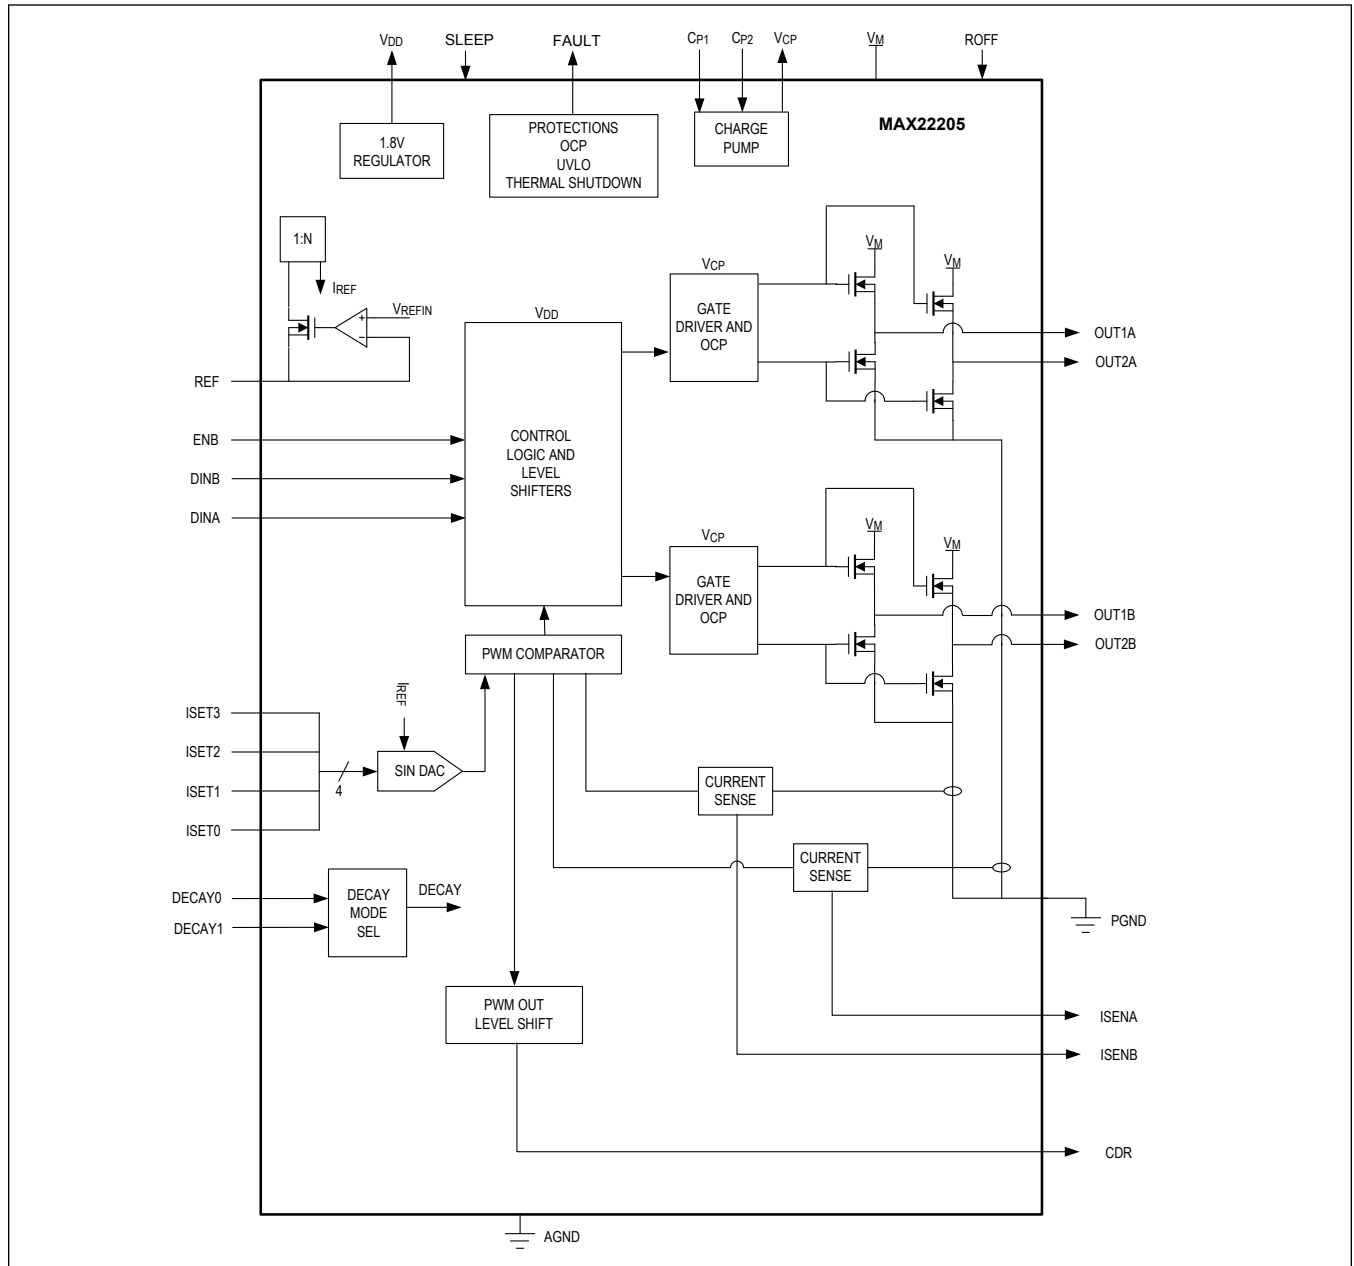 VDD
SLEEP
FAULT
CP1
CP2
VCP
VM
ROFF
MAX22205
1.8V
REGULATOR
PROTECTIONS
OCP
UVLO
THERMAL SHUTDOWN
CHARGE
PUMP
1:N
IREF
VREFIN
+
–
REF
ENB
DINB
DINA
VDD
CONTROL
LOGIC AND
LEVEL
SHIFTERS
VCP
GATE
DRIVER AND
OCP
VM
VM
OUT1A
OUT2A
VCP
GATE
DRIVER AND
OCP
VM
VM
OUT1B
OUT2B
PWM COMPARATOR
IREF
ISET3
ISET2
ISET1
ISET0
4
SIN DAC
CURRENT
SENSE
CURRENT
SENSE
DECAY0
DECAY1
DECAY
MODE
SEL
DECAY
PGND
PWM OUT
LEVEL SHIFT
ISENA
ISENB
CDR
AGND